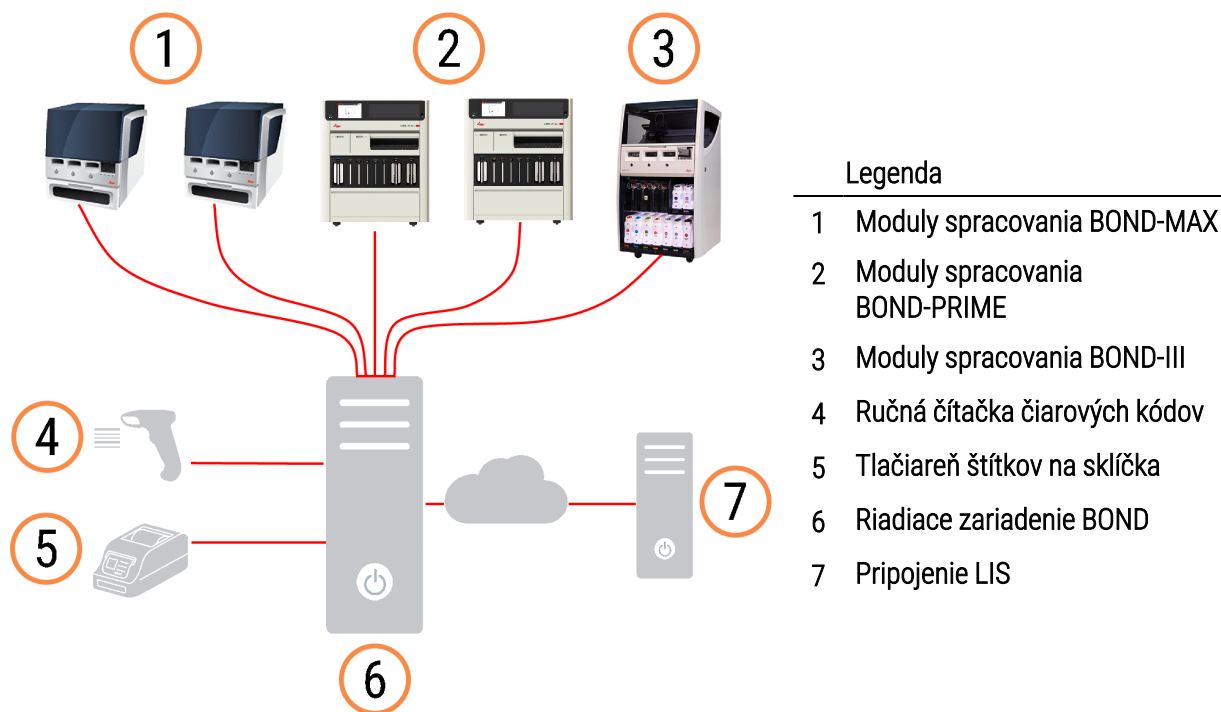 1
2
3
4
5
6
7
Legenda
1 Moduly spracovania BOND-MAX
2 Moduly spracovania
BOND-PRIME
3 Moduly spracovania BOND-III
4 Ručná čítačka čiarových kódov
5 Tlačiareň štítkov na sklíčka
6 Riadiace zariadenie BOND
7 Pripojenie LIS